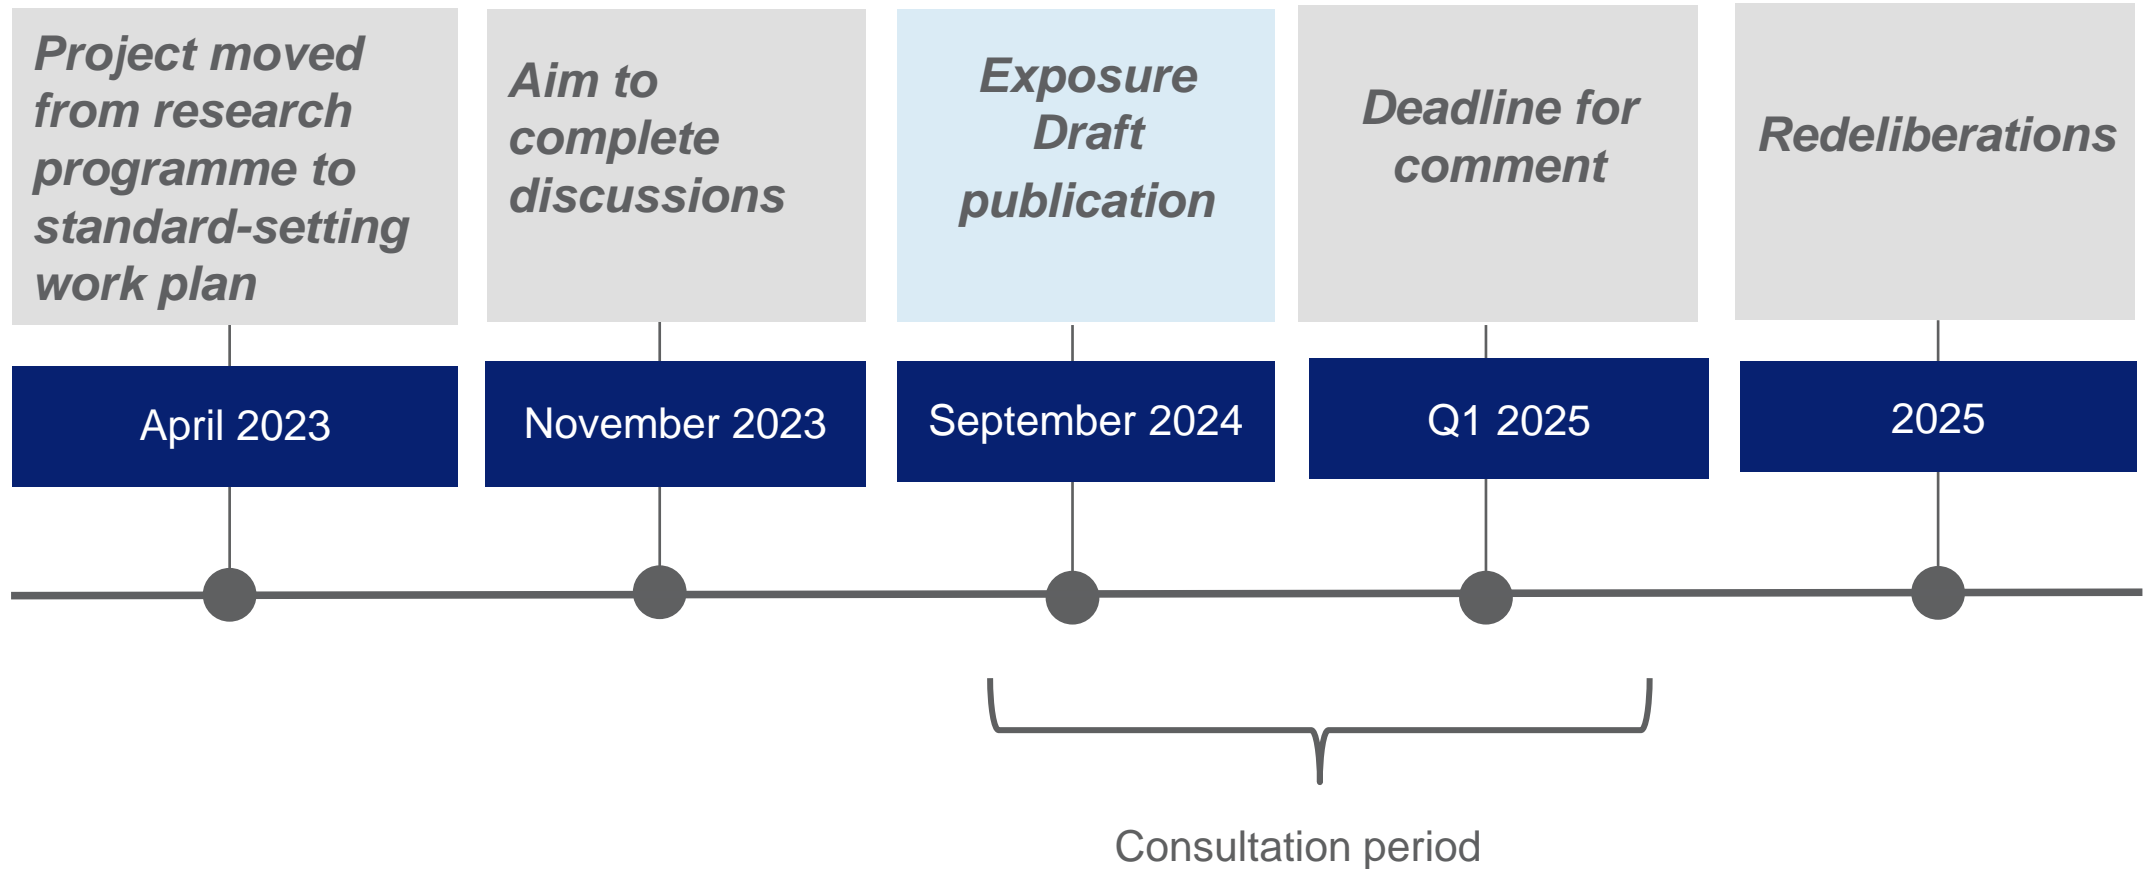 Project moved
from research
programme to
standard-setting
work plan
April 2023
Aim to
complete
discussions
November 2023
Exposure
Draft
publication
September 2024
Deadline for
comment
Q1 2025
Redeliberations
2025
Consultation period